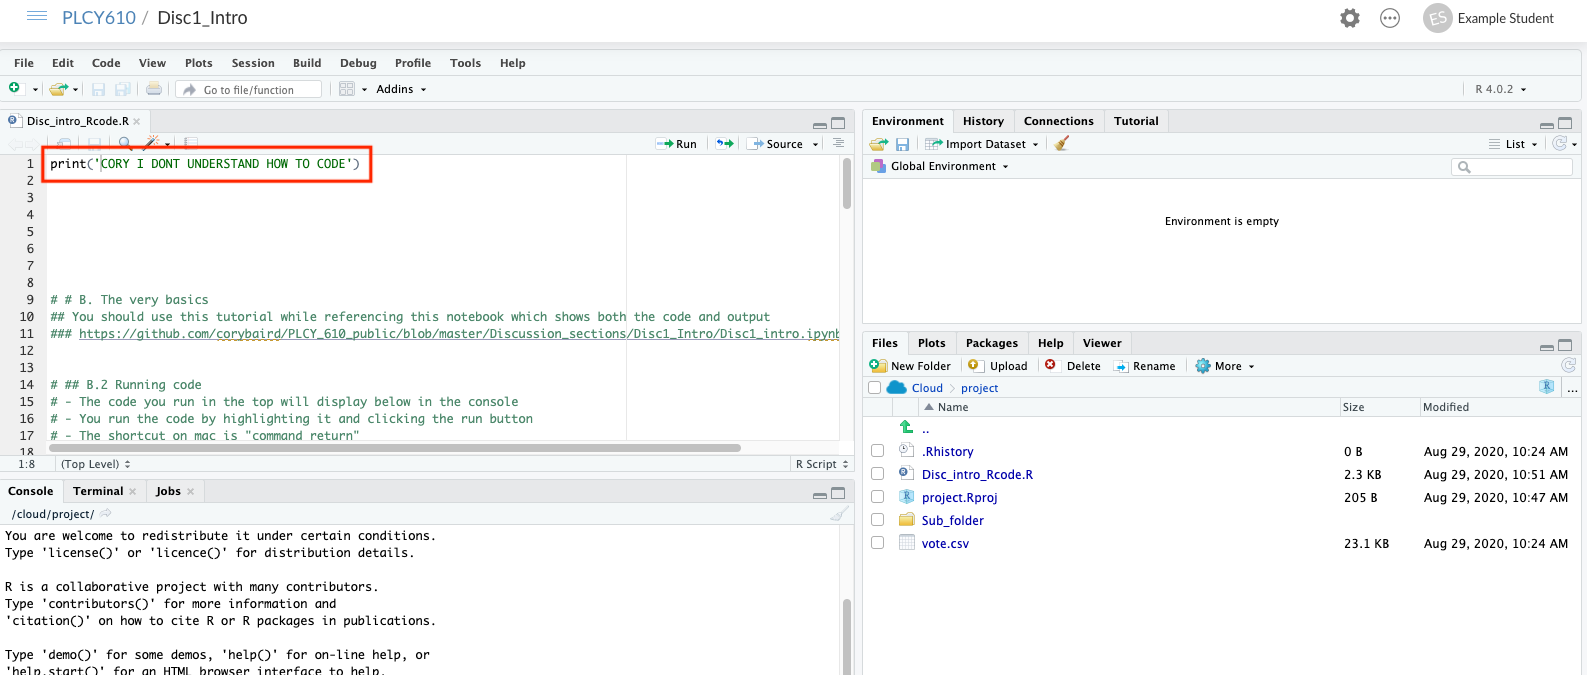 PLCY610 / Disc1_Intro
ES Example Student
File Edit Code View Plots Session Build Debug Profile Tools Help
Go to file/function Addins R 4.0.2
Disc_intro_Rcode.R
Run Source
1 print('CORY I DONT UNDERSTAND HOW TO CODE')
2
3
4
5
6
7
8
9 # # B. The very basics
10 ## You should use this tutorial while referencing this notebook which shows both the code and output
11 ### https://github.com/corybaird/PLCY_610_public/blob/master/Discussion_sections/Disc1_Intro/Disc1_intro.ipynb
12
13
14 # ## B.2 Running code
15 # - The code you run in the top will display below in the console
16 # - You run the code by highlighting it and clicking the run button
17 # - The shortcut on mac is "command return"
18
1:8 (Top Level) R Script
Console Terminal Jobs
/cloud/project/
You are welcome to redistribute it under certain conditions.
Type 'license()' or 'licence()' for distribution details.
R is a collaborative project with many contributors.
Type 'contributors()' for more information and
'citation()' on how to cite R or R packages in publications.
Type 'demo()' for some demos, 'help()' for on-line help, or
'help.start()' for an HTML browser interface to help.
Environment History Connections Tutorial
Import Dataset List
Global Environment
Environment is empty
Files Plots Packages Help Viewer
New Folder Upload Delete Rename More
Cloud project ...
Name Size Modified
..
.Rhistory 0 B Aug 29, 2020, 10:24 AM
Disc_intro_Rcode.R 2.3 KB Aug 29, 2020, 10:51 AM
project.Rproj 205 B Aug 29, 2020, 10:47 AM
Sub_folder
vote.csv 23.1 KB Aug 29, 2020, 10:24 AM